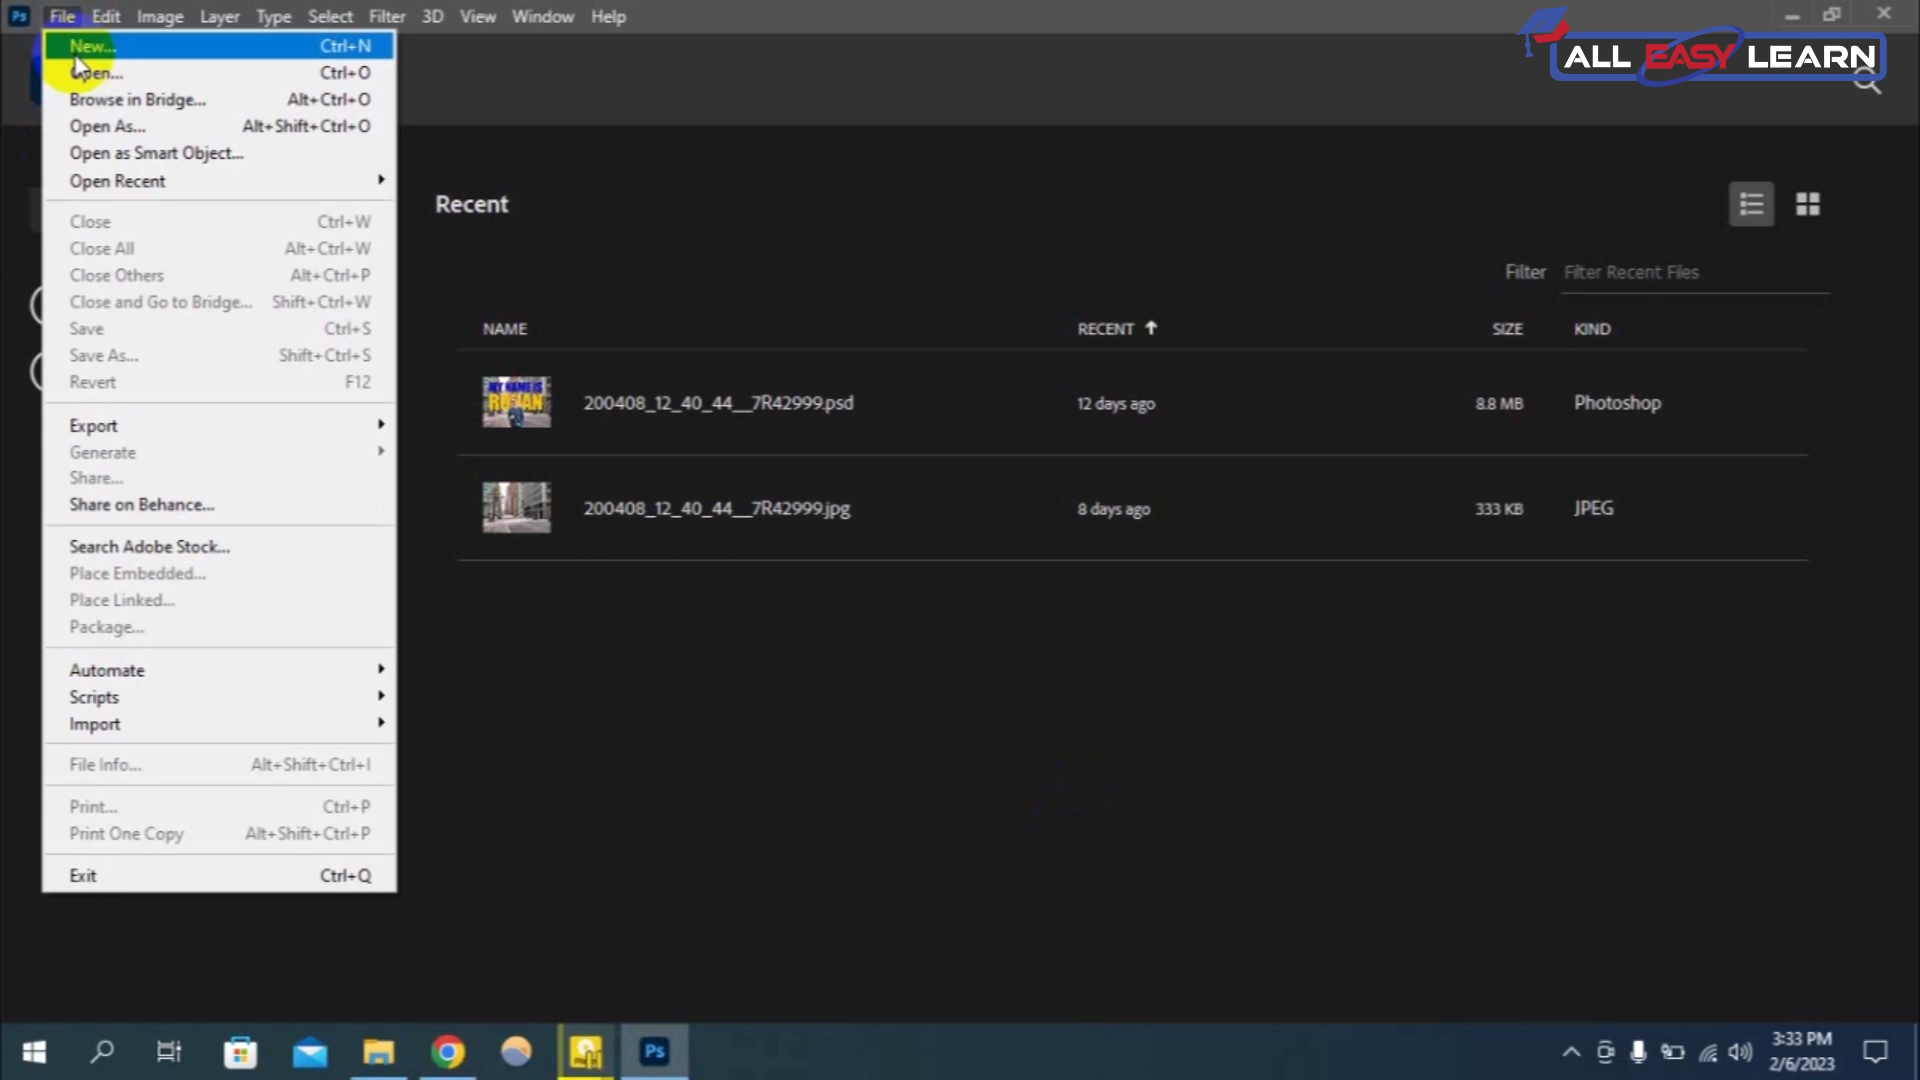 Ps File Edit Image Layer Type Select Filter 3D View Window Help
ALL EASY LEARN
New... Ctrl+N
Open... Ctrl+O
Browse in Bridge... Alt+Ctrl+O
Open As... Alt+Shift+Ctrl+O
Open as Smart Object...
Open Recent
Close Ctrl+W
Close All Alt+Ctrl+W
Close Others Alt+Ctrl+P
Close and Go to Bridge... Shift+Ctrl+W
Save Ctrl+S
Save As... Shift+Ctrl+S
Revert F12
Export
Generate
Share...
Share on Behance...
Search Adobe Stock...
Place Embedded...
Place Linked...
Package...
Automate
Scripts
Import
File Info... Alt+Shift+Ctrl+I
Print... Ctrl+P
Print One Copy Alt+Shift+Ctrl+P
Exit Ctrl+Q
Recent
Filter Filter Recent Files
NAME RECENT SIZE KIND
MY NAME IS
ROHAN
200408_12_40_44__7R42999.psd 12 days ago 8.8 MB Photoshop
200408_12_40_44__7R42999.jpg 8 days ago 333 KB JPEG
Ps
3:33 PM
2/6/2023